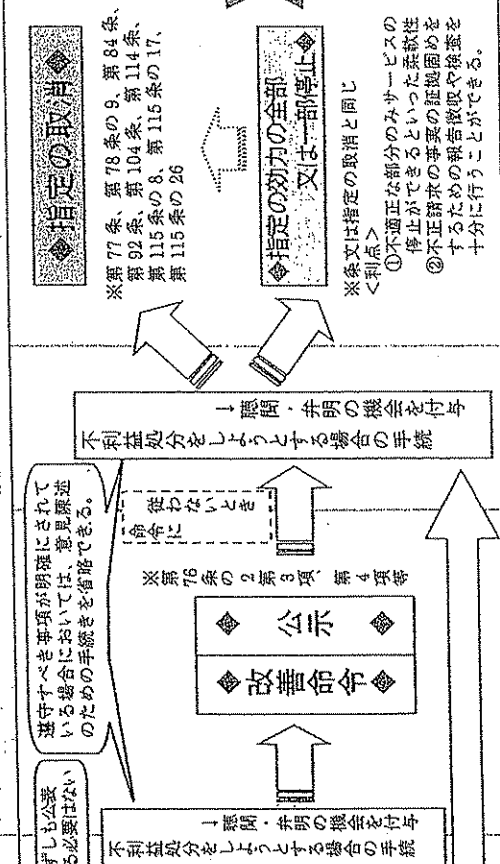 ずしも公表
る必要はない
不利益処分をしようとする場合の手続
→聴聞・弁明の機会を付与
遵守すべき事項が明確にされて
いる場合においては、意見陳述
のための手続きを省略できる。
◆改善命令◆
◆公示◆
※第76条の2第3項、第4項等
命令に
従わないとき
不利益処分をしようとする場合の手続
→聴聞・弁明の機会を付与
◆指定の取消◆
※第77条、第78条の9、第84条、
第92条、第104条、第114条、
第115条の8、第115条の17、
第115条の26
◆指定の効力の全部
又は一部停止◆
※条文は指定の取消と同じ
<利点>
①不適正な部分のみサービスの
停止ができるといった柔軟性
②不正請求の事実の証拠固めを
するための報告徴収や検査を
十分に行うことができる。